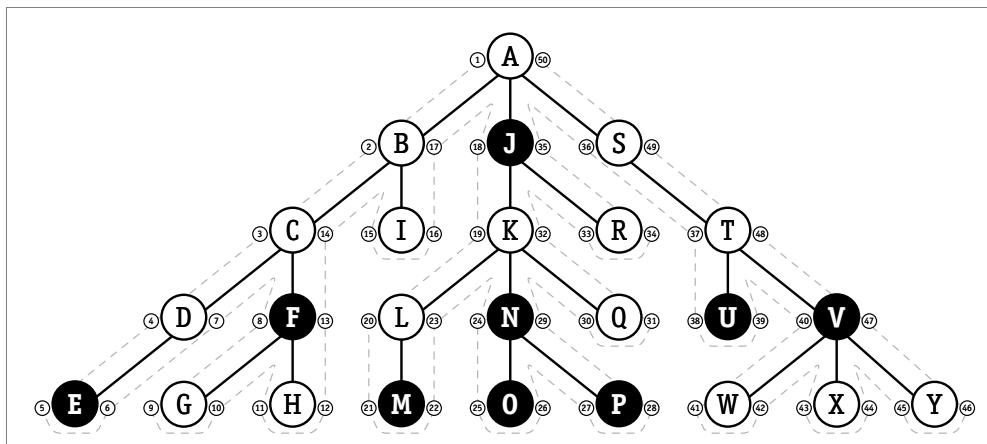 ① A ㊿
② B ⑰ ⑱ J ㉟ ㊱ S ㊾
③ C ⑭ ⑮ I ⑯ ⑲ K ㉜ ㉝ R ㉞ ㊲ T ㊽
④ D ⑦ ⑧ F ⑬ ⑳ L ㉓ ㉔ N ㉙ ㉚ Q ㉛ ㊳ U ㊴ ㊵ V ㊼
⑤ E ⑥ ⑨ G ⑩ ⑪ H ⑫ ㉑ M ㉒ ㉕ O ㉖ ㉗ P ㉘ ㊶ W ㊷ ㊸ X ㊹ ㊺ Y ㊻